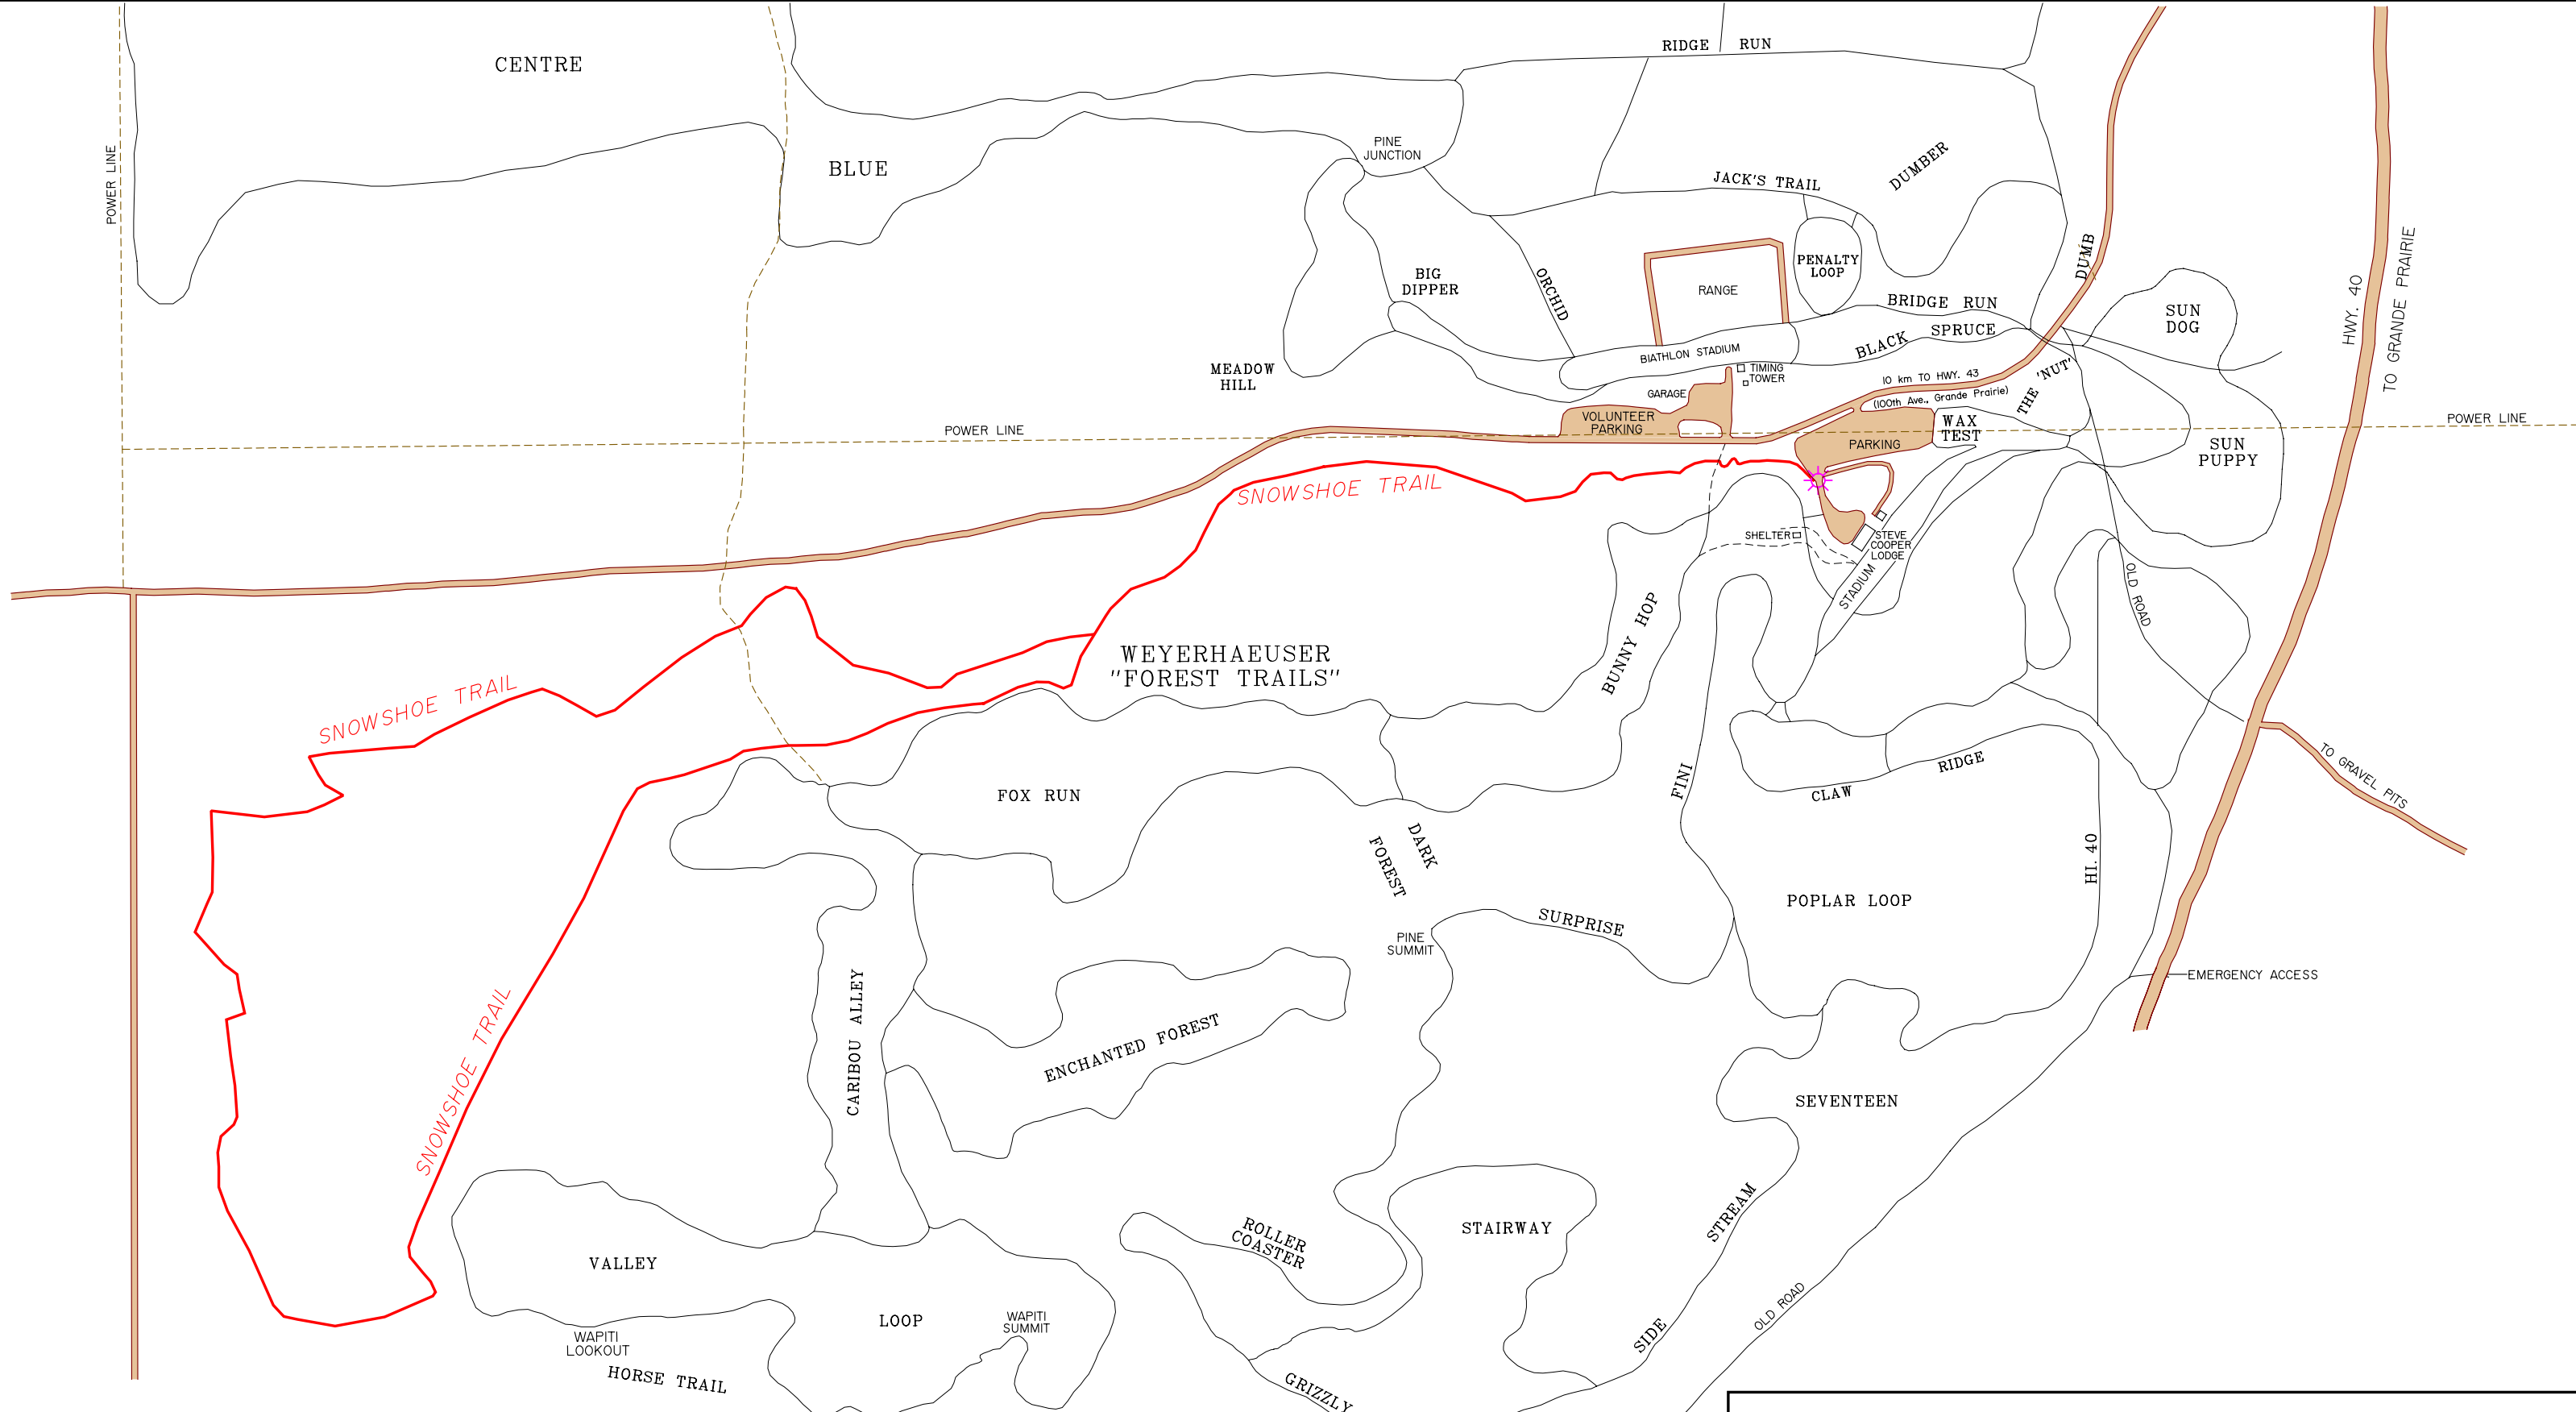 RIDGE RUN
CENTRE
POWER LINE
BLUE
PINE
JUNCTION
DUMBER
JACK'S TRAIL
DUMB
PENALTY
LOOP
BIG
DIPPER
ORCHID
RANGE
BRIDGE RUN
SUN
DOG
HWY. 40
TO GRANDE PRAIRIE
BLACK SPRUCE
BIATHLON STADIUM
MEADOW
HILL
TIMING
TOWER
GARAGE
10 km TO HWY. 43
(100th Ave., Grande Prairie)
THE 'NUT'
VOLUNTEER
PARKING
WAX
TEST
POWER LINE
POWER LINE
PARKING
SUN
PUPPY
SNOWSHOE TRAIL
SHELTER
STEVE
COOPER
LODGE
STADIUM
OLD ROAD
BUNNY HOP
WEYERHAEUSER
"FOREST TRAILS"
SNOWSHOE TRAIL
FINI
RIDGE
CLAW
TO GRAVEL PITS
FOX RUN
DARK
FOREST
HI. 40
POPLAR LOOP
SURPRISE
PINE
SUMMIT
EMERGENCY ACCESS
SNOWSHOE TRAIL
CARIBOU ALLEY
ENCHANTED FOREST
SEVENTEEN
STREAM
SIDE
ROLLER
COASTER
STAIRWAY
VALLEY
LOOP
OLD ROAD
WAPITI
SUMMIT
WAPITI
LOOKOUT
HORSE TRAIL
GRIZZLY